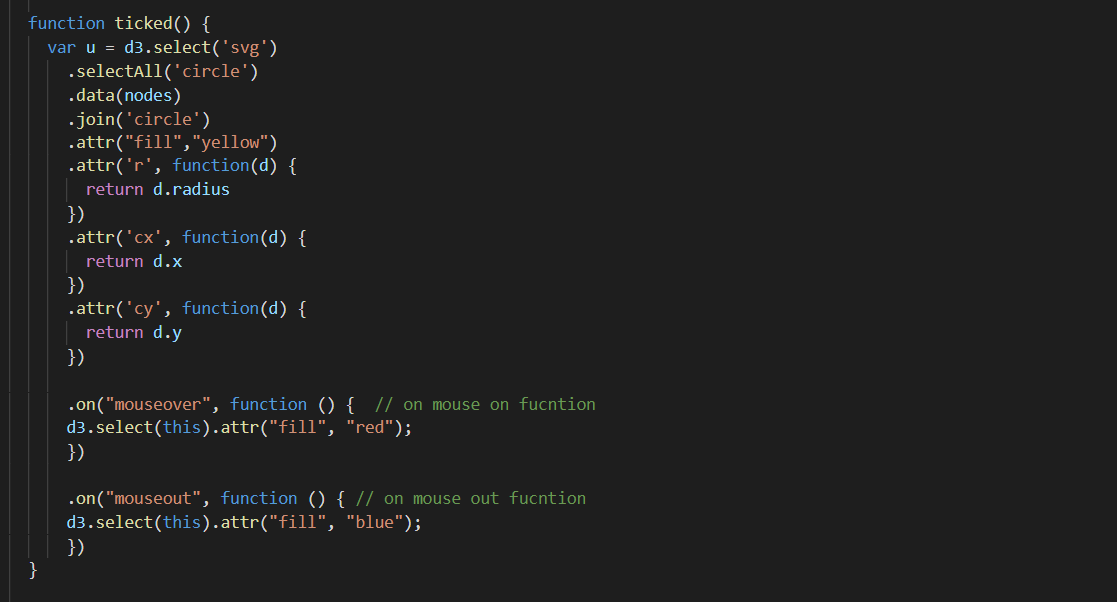 function ticked() {
var u = d3.select('svg')
.selectAll('circle')
.data(nodes)
.join('circle')
.attr("fill","yellow")
.attr('r', function(d) {
return d.radius
})
.attr('cx', function(d) {
return d.x
})
.attr('cy', function(d) {
return d.y
})
.on("mouseover", function () {  // on mouse on fucntion
d3.select(this).attr("fill", "red");
})
.on("mouseout", function () { // on mouse out fucntion
d3.select(this).attr("fill", "blue");
})
}